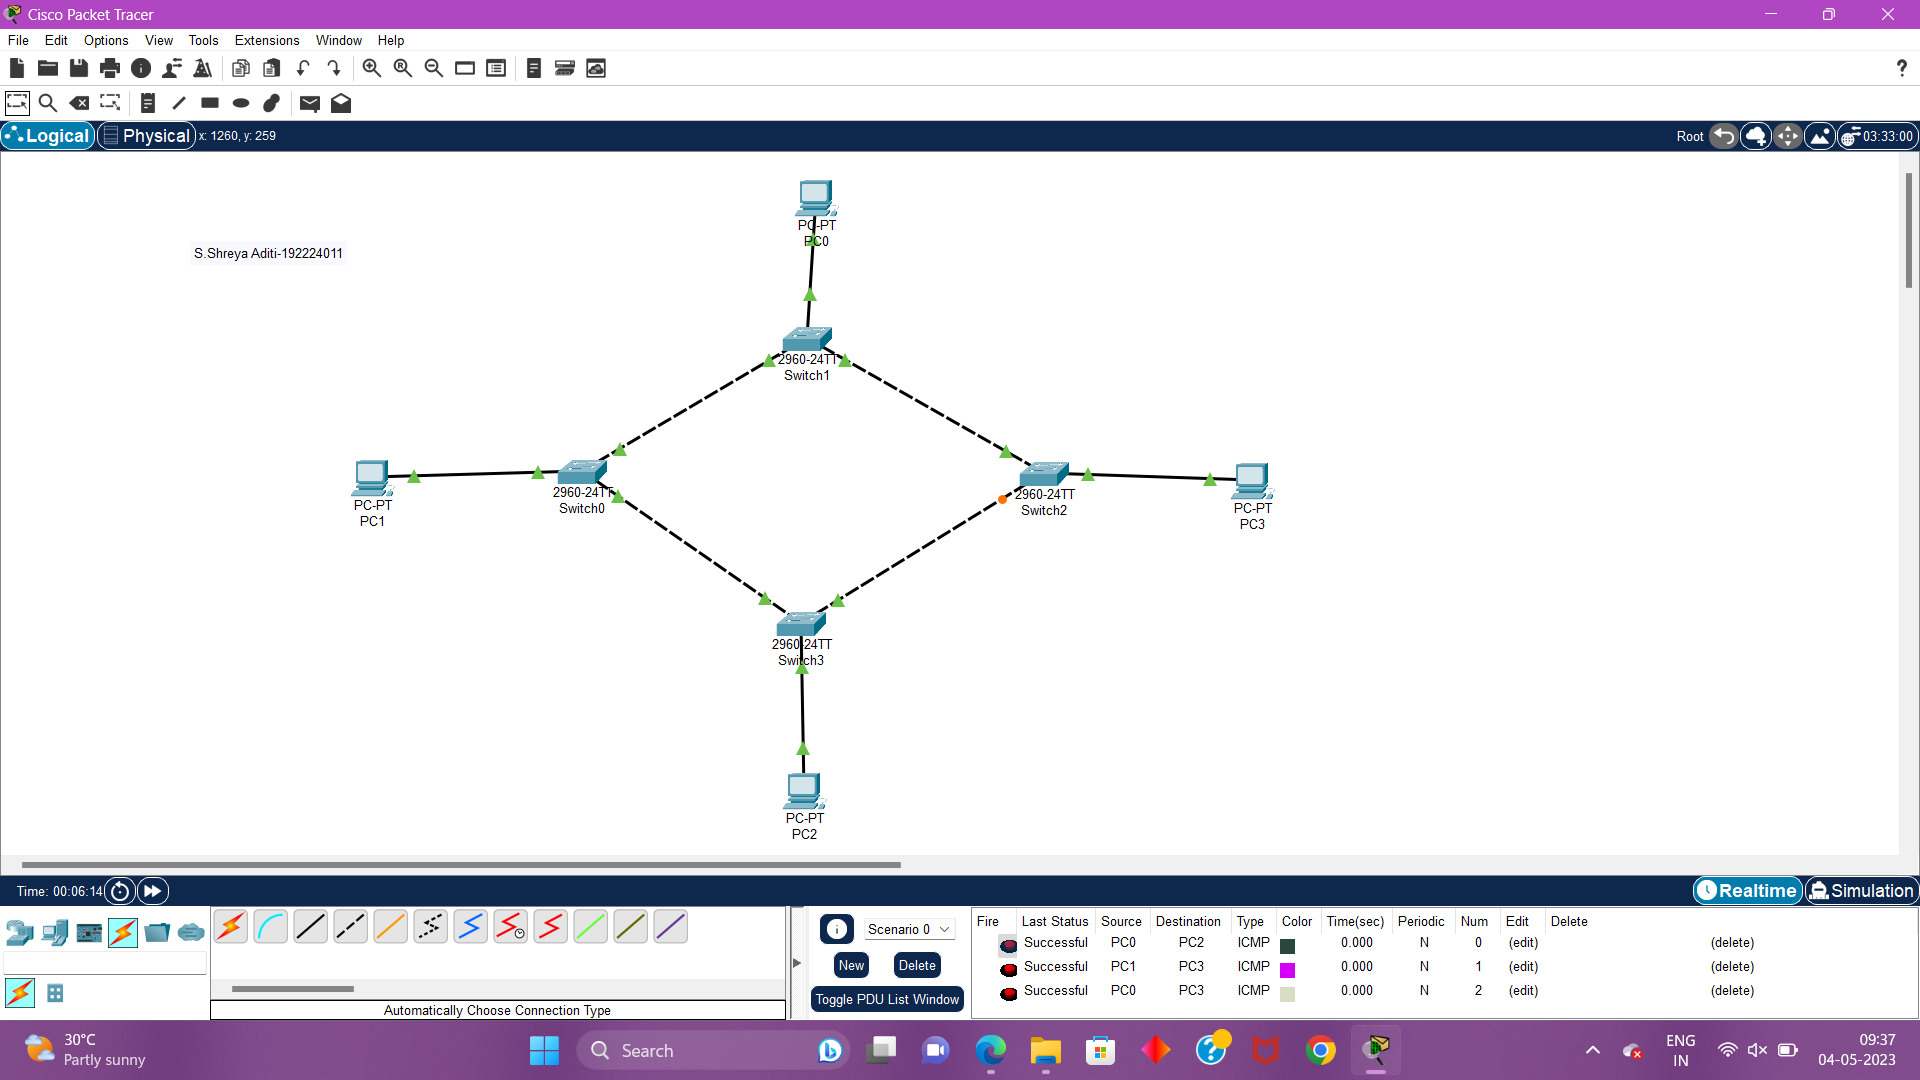 Cisco Packet Tracer
File Edit Options View Tools Extensions Window Help
?
Logical Physical x: 1260, y: 259 Root 03:33:00
PC-PT
PC0
S.Shreya Aditi-192224011
2960-24TT
Switch1
PC-PT
PC1
2960-24TT
Switch0
2960-24TT
Switch2
PC-PT
PC3
2960-24TT
Switch3
PC-PT
PC2
Time: 00:06:14 Realtime Simulation
Scenario 0
New Delete
Toggle PDU List Window
Automatically Choose Connection Type
Fire Last Status Source Destination Type Color Time(sec) Periodic Num Edit Delete
Successful PC0 PC2 ICMP 0.000 N 0 (edit) (delete)
Successful PC1 PC3 ICMP 0.000 N 1 (edit) (delete)
Successful PC0 PC3 ICMP 0.000 N 2 (edit) (delete)
30°C
Partly sunny
Search
ENG
IN
09:37
04-05-2023